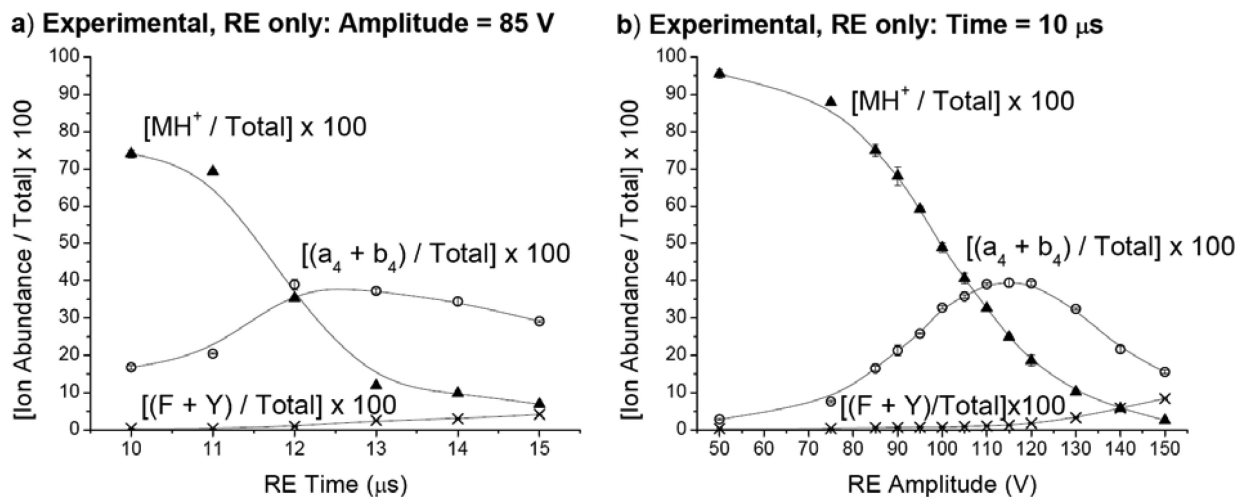 a) Experimental, RE only: Amplitude = 85 V
[Ion Abundance / Total] x 100
100
90
80
70
60
50
40
30
20
10
0
[MH⁺ / Total] x 100
[(a₄ + b₄) / Total] x 100
[(F + Y) / Total] x 100
10 11 12 13 14 15
RE Time (μs)
b) Experimental, RE only: Time = 10 μs
[Ion Abundance / Total] x 100
100
90
80
70
60
50
40
30
20
10
0
[MH⁺ / Total] x 100
[(a₄ + b₄) / Total] x 100
[(F + Y)/Total]x100
50 60 70 80 90 100 110 120 130 140 150
RE Amplitude (V)